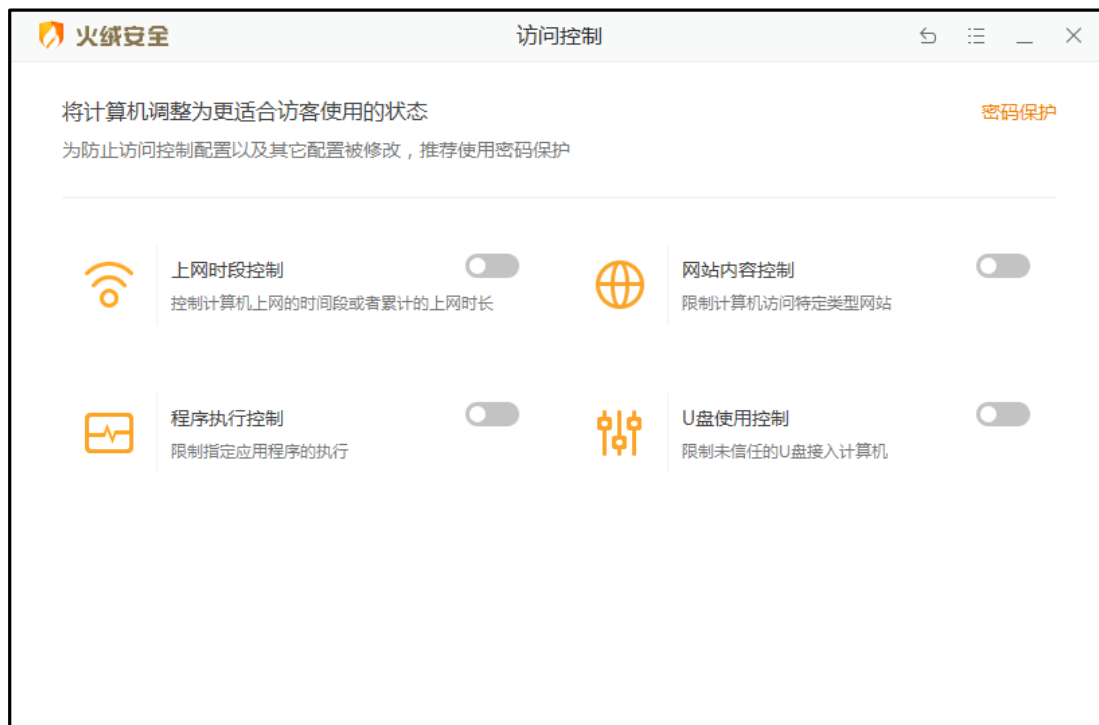 火绒安全
访问控制
将计算机调整为更适合访客使用的状态
密码保护
为防止访问控制配置以及其它配置被修改，推荐使用密码保护
上网时段控制
控制计算机上网的时间段或者累计的上网时长
网站内容控制
限制计算机访问特定类型网站
程序执行控制
限制指定应用程序的执行
U盘使用控制
限制未信任的U盘接入计算机